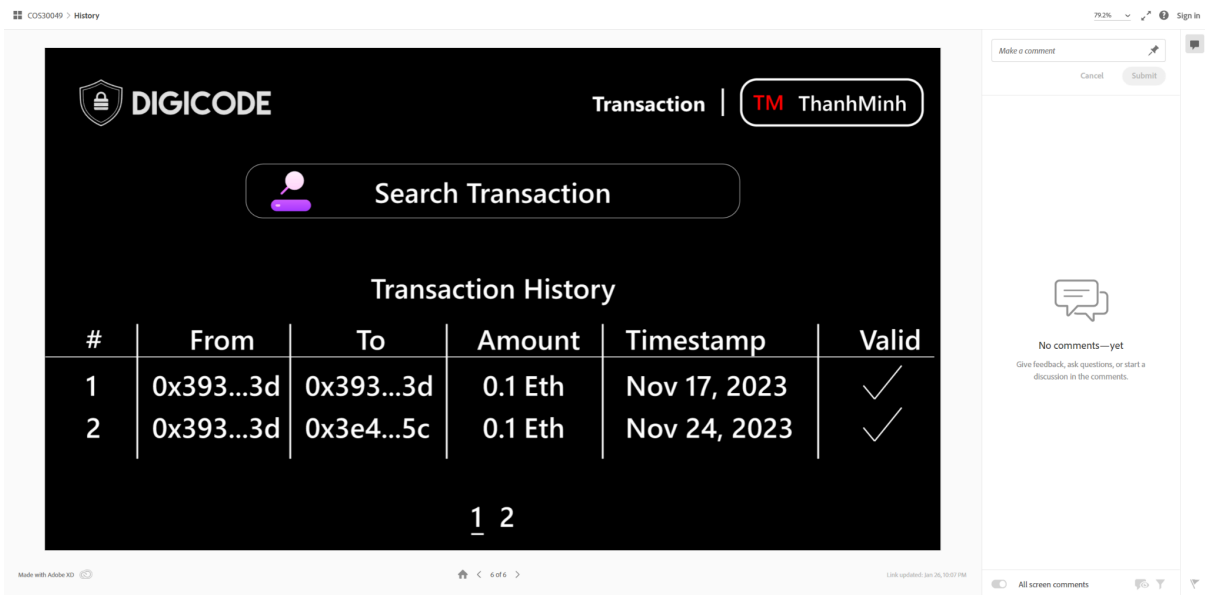 COS30049 > History
79.2%
Sign in
DIGICODE
Transaction
TM ThanhMinh
Search Transaction
Transaction History
# From To Amount Timestamp Valid
1 0x393...3d 0x393...3d 0.1 Eth Nov 17, 2023
2 0x393...3d 0x3e4...5c 0.1 Eth Nov 24, 2023
1 2
Made with Adobe XD
6 of 6
Link updated: Jan 26, 10:07 PM
Make a comment
Cancel
Submit
No comments—yet
Give feedback, ask questions, or start a
discussion in the comments.
All screen comments